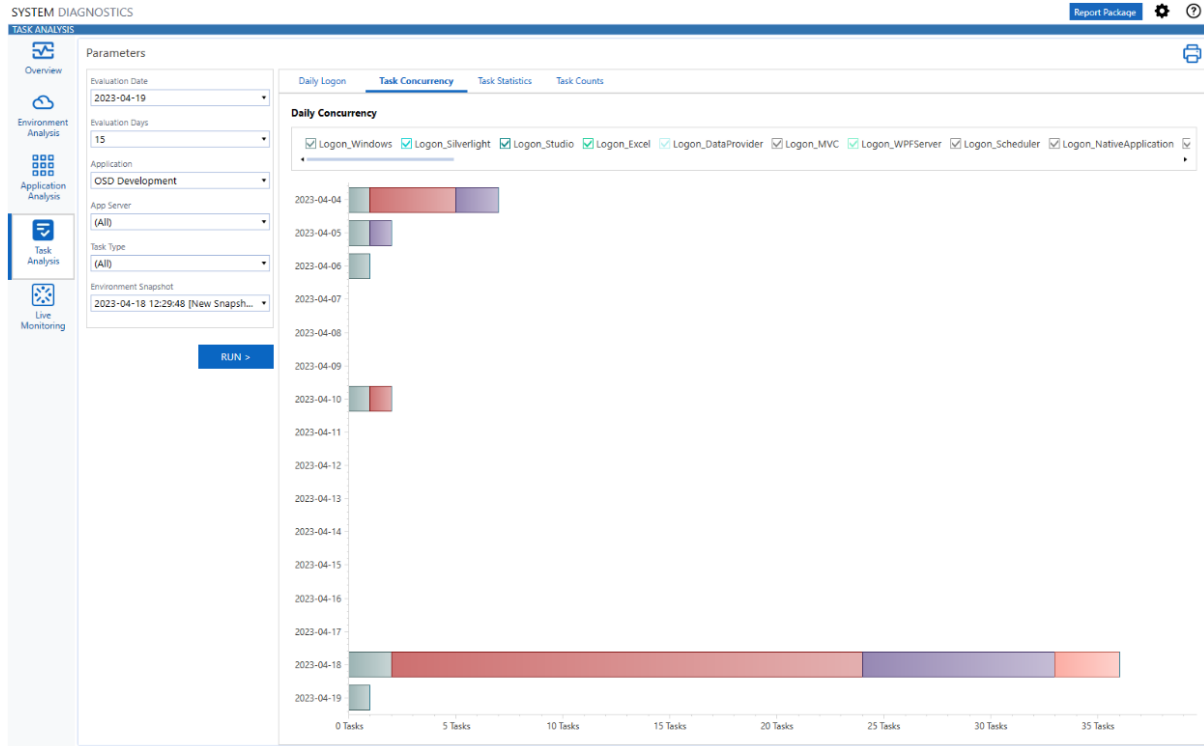 SYSTEM DIAGNOSTICS
Report Package
TASK ANALYSIS
Overview
Environment
Analysis
Application
Analysis
Task
Analysis
Live
Monitoring
Parameters
Evaluation Date
2023-04-19
Evaluation Days
15
Application
OSD Development
App Server
(All)
Task Type
(All)
Environment Snapshot
2023-04-18 12:29:48 [New Snapsh...
RUN >
Daily Logon Task Concurrency Task Statistics Task Counts
Daily Concurrency
Logon_Windows Logon_Silverlight Logon_Studio Logon_Excel Logon_DataProvider Logon_MVC Logon_WPFServer Logon_Scheduler Logon_NativeApplication
2023-04-04
2023-04-05
2023-04-06
2023-04-07
2023-04-08
2023-04-09
2023-04-10
2023-04-11
2023-04-12
2023-04-13
2023-04-14
2023-04-15
2023-04-16
2023-04-17
2023-04-18
2023-04-19
0 Tasks 5 Tasks 10 Tasks 15 Tasks 20 Tasks 25 Tasks 30 Tasks 35 Tasks